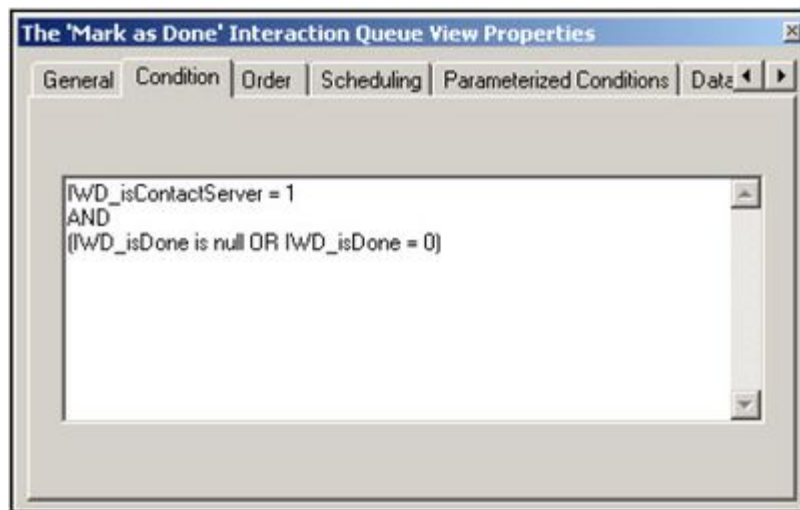 The 'Mark as Done' Interaction Queue View Properties
General Condition Order Scheduling Parameterized Conditions Data
IWD_isContactServer = 1
AND
(IWD_isDone is null OR IWD_isDone = 0)